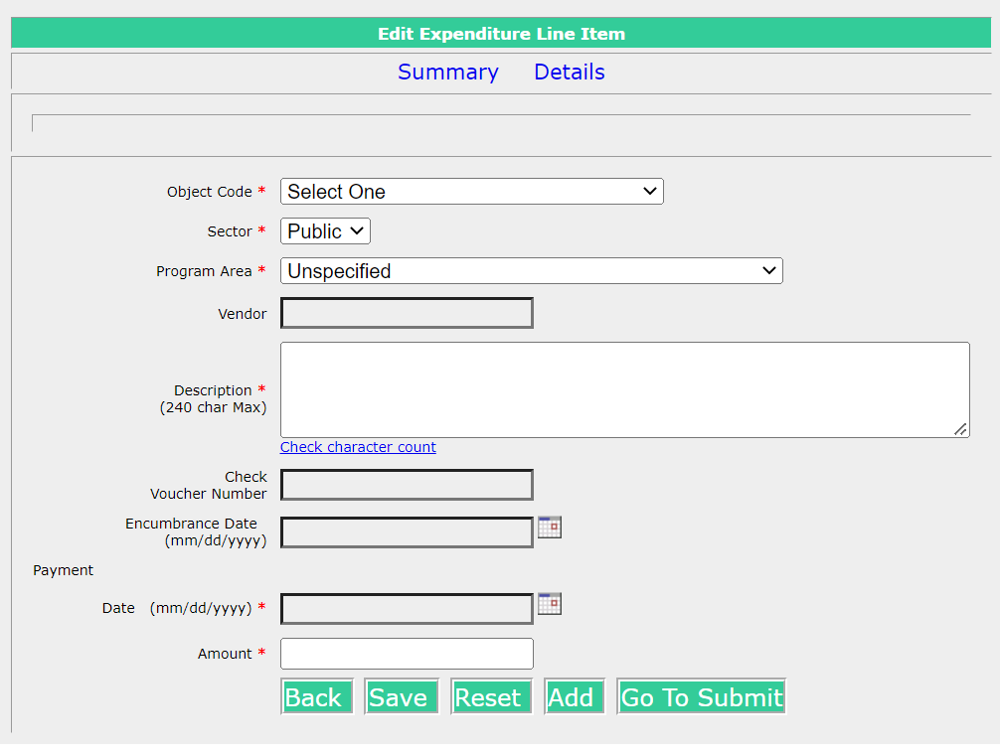 Edit Expenditure Line Item
Summary Details
Object Code * Select One
Sector * Public
Program Area * Unspecified
Vendor
Description *
(240 char Max)
Check character count
Check
Voucher Number
Encumbrance Date
(mm/dd/yyyy)
Payment
Date (mm/dd/yyyy) *
Amount *
Back Save Reset Add Go To Submit